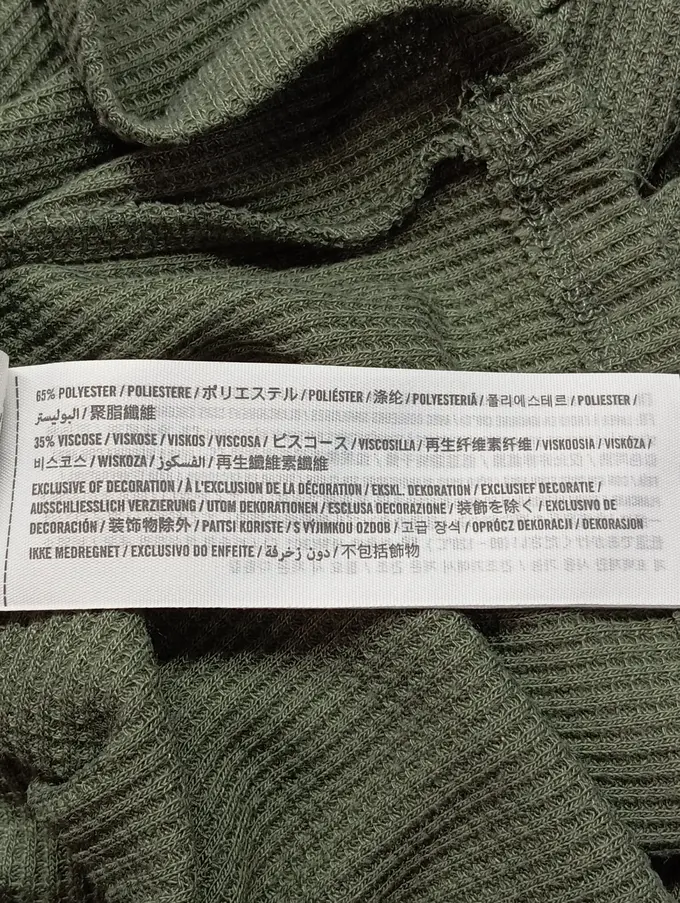 65% POLYESTER / POLIESTERE / ポリエステル / POLIÉSTER / 涤纶 / POLYESTERIÄ / 폴리에스테르 / POLIESTER /
البوليستر / 聚脂纖維
35% VISCOSE / VISKOSE / VISKOS / VISCOSA / ビスコース / VISCOSILLA / 再生纤维素纤维 / VISKOOSIA / VISKÓZA /
비스코스 / WISKOZA / الفسكوز / 再生纖維素纖維
EXCLUSIVE OF DECORATION / À L'EXCLUSION DE LA DÉCORATION / EKSKL. DEKORATION / EXCLUSIEF DECORATIE /
AUSSCHLIESSLICH VERZIERUNG / UTOM DEKORATIONEN / ESCLUSA DECORAZIONE / 装飾を除く / EXCLUSIVO DE
DECORACIÓN / 装饰物除外 / PAITSI KORISTE / S VÝJIMKOU OZDOB / 고급 장식 / OPRÓCZ DEKORACJI / DEKORASJON
IKKE MEDREGNET / EXCLUSIVO DO ENFEITE / دون زخرفة / 不包括飾物